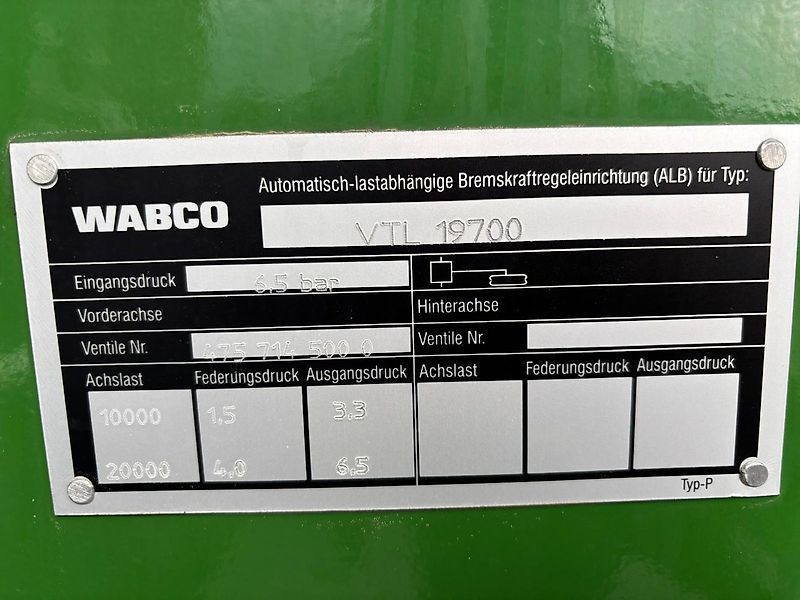 WABCO
Automatisch-lastabhängige Bremskraftregeleinrichtung (ALB) für Typ:
VTL 19700
Eingangsdruck 6,5 bar
Vorderachse Hinterachse
Ventile Nr. 475 714 500 0 Ventile Nr.
Achslast Federungsdruck Ausgangsdruck Achslast Federungsdruck Ausgangsdruck
10000 1,5 3,3
20000 4,0 6,5
Typ-P